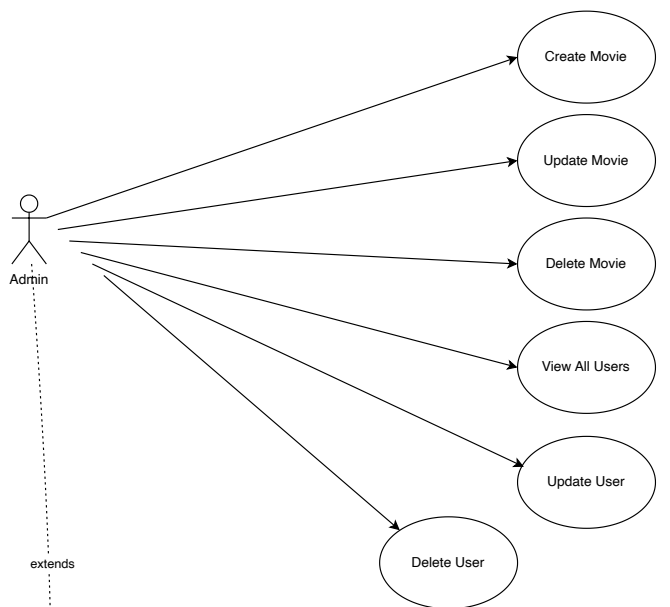 Create Movie
Update Movie
Delete Movie
Admin
View All Users
Update User
Delete User
extends